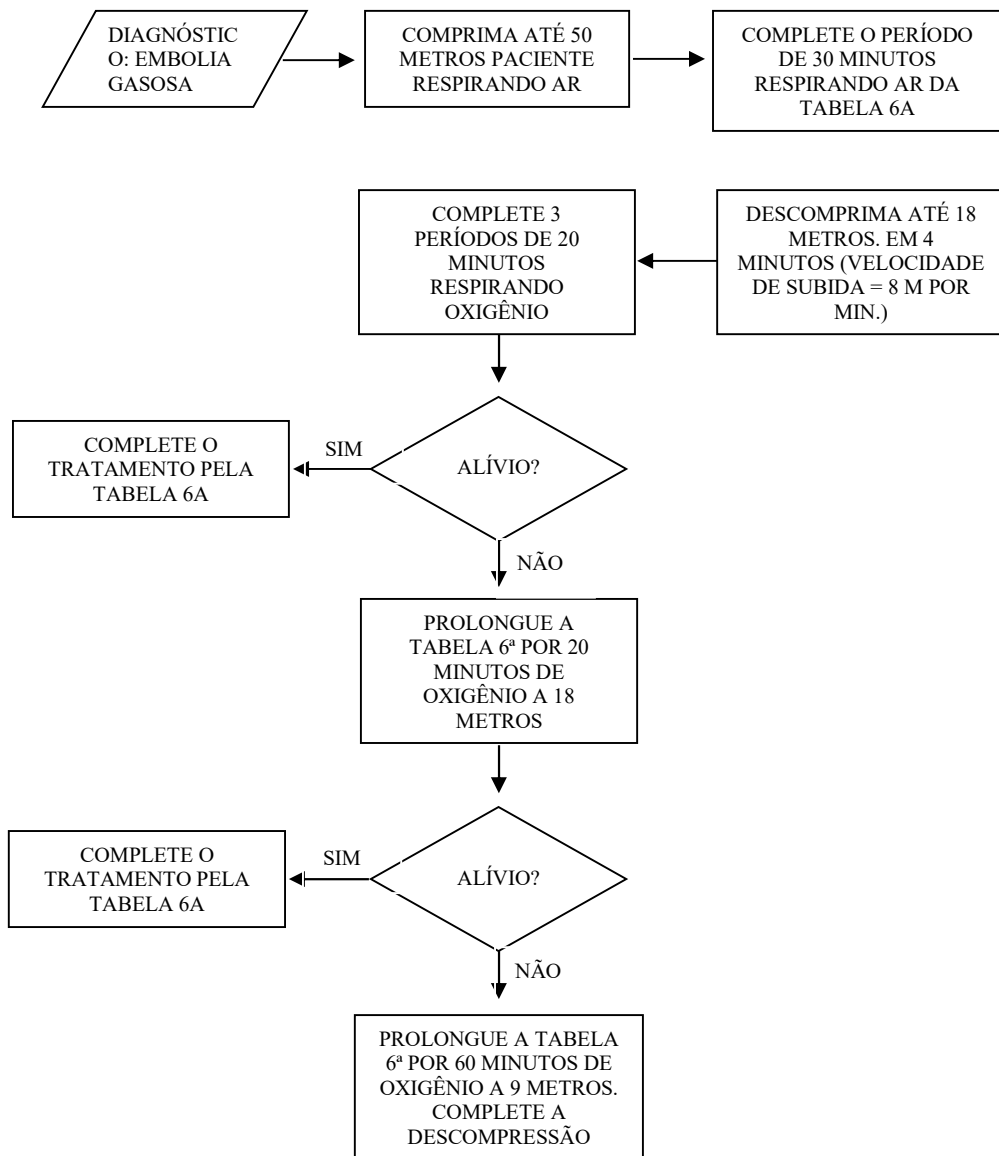 DIAGNÓSTIC
O: EMBOLIA
GASOSA
COMPRIMA ATÉ 50
METROS PACIENTE
RESPIRANDO AR
COMPLETE O PERÍODO
DE 30 MINUTOS
RESPIRANDO AR DA
TABELA 6A
DESCOMPRIMA ATÉ 18
METROS. EM 4
MINUTOS (VELOCIDADE
DE SUBIDA = 8 M POR
MIN.)
COMPLETE 3
PERÍODOS DE 20
MINUTOS
RESPIRANDO
OXIGÊNIO
ALÍVIO?
SIM
COMPLETE O
TRATAMENTO PELA
TABELA 6A
NÃO
PROLONGUE A
TABELA 6ª POR 20
MINUTOS DE
OXIGÊNIO A 18
METROS
ALÍVIO?
SIM
COMPLETE O
TRATAMENTO PELA
TABELA 6A
NÃO
PROLONGUE A TABELA
6ª POR 60 MINUTOS DE
OXIGÊNIO A 9 METROS.
COMPLETE A
DESCOMPRESSÃO